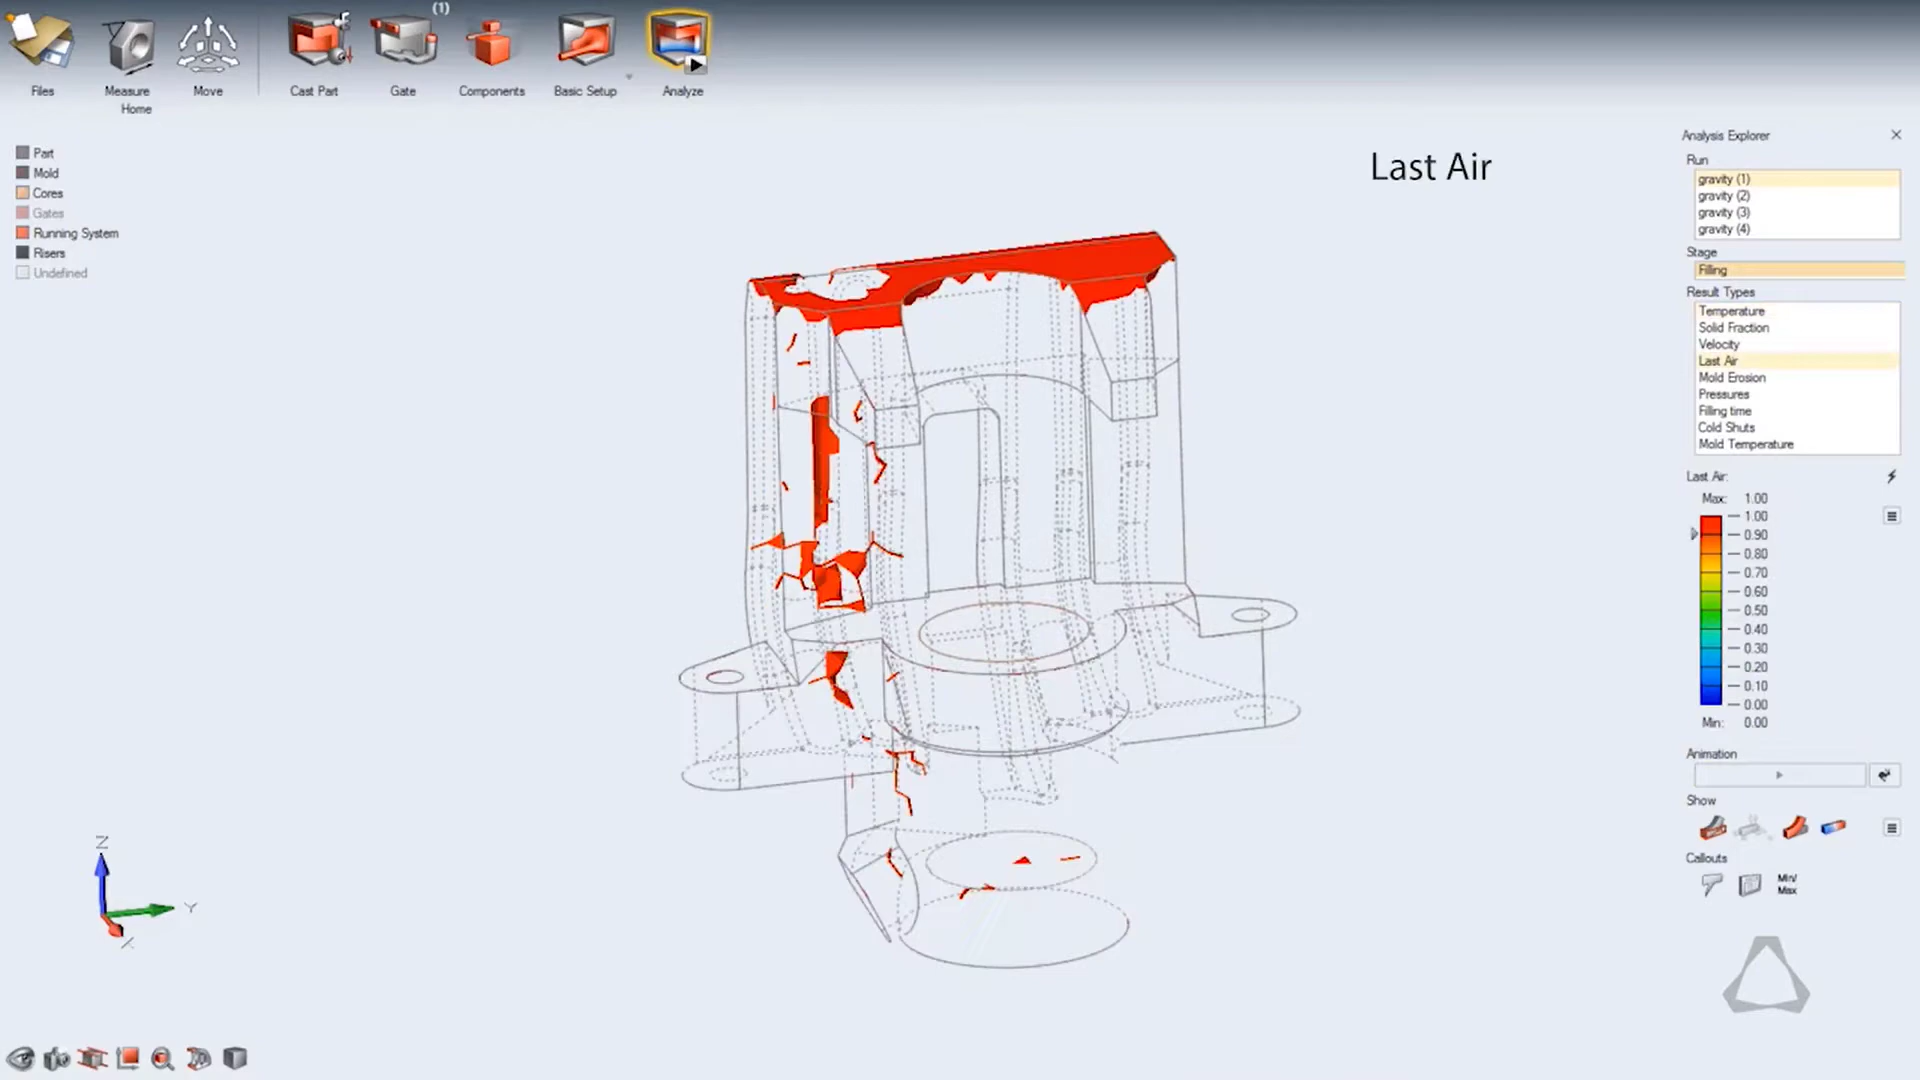 (1)
Files
Measure
Move
Cast Part
Gate
Components
Basic Setup
Analyze
Home
Part
Mold
Cores
Gates
Running System
Risers
Undefined
Last Air
Analysis Explorer
Run
gravity (1)
gravity (2)
gravity (3)
gravity (4)
Stage
Filling
Result Types
Temperature
Solid Fraction
Velocity
Last Air
Mold Erosion
Pressures
Filling time
Cold Shuts
Mold Temperature
Last Air:
Max: 1.00
1.00
0.90
0.80
0.70
0.60
0.50
0.40
0.30
0.20
0.10
0.00
Min: 0.00
Animation
Show
Callouts
Min/
Max
Z
Y
X